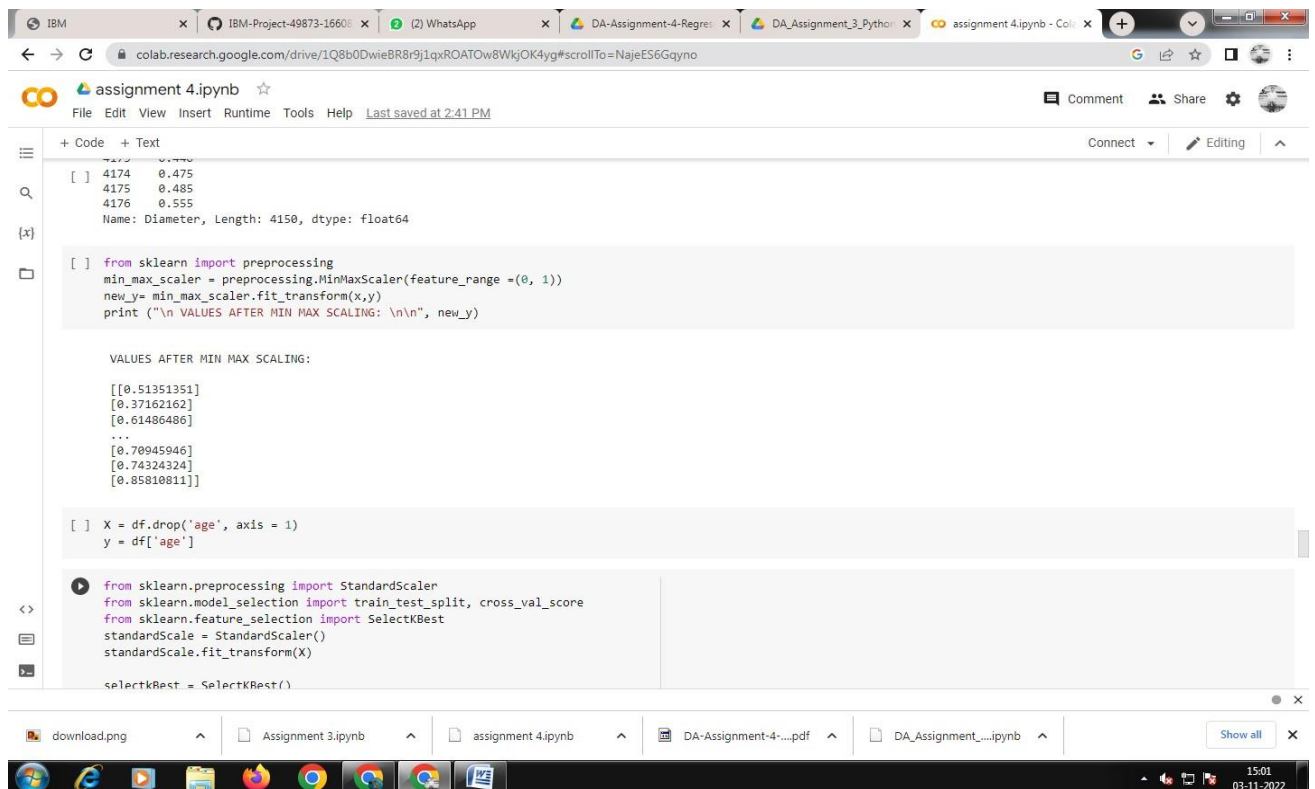 IBM
IBM-Project-49873-16608
(2) WhatsApp
DA-Assignment-4-Regres
DA_Assignment_3_Python
assignment 4.ipynb - Cola
colab.research.google.com/drive/1Q8b0DwieBR8r9j1qxROATOw8WkjOK4yg#scrollTo=NajeES6Gqyno
CO
assignment 4.ipynb
Comment
Share
File Edit View Insert Runtime Tools Help Last saved at 2:41 PM
+ Code + Text
Connect
Editing
[ ] 4174 0.475
4175 0.485
4176 0.555
Name: Diameter, Length: 4150, dtype: float64
{x}
[ ] from sklearn import preprocessing
min_max_scaler = preprocessing.MinMaxScaler(feature_range =(0, 1))
new_y= min_max_scaler.fit_transform(x,y)
print ("\n VALUES AFTER MIN MAX SCALING: \n\n", new_y)
VALUES AFTER MIN MAX SCALING:
[[0.51351351]
[0.37162162]
[0.61486486]
...
[0.70945946]
[0.74324324]
[0.85810811]]
[ ] X = df.drop('age', axis = 1)
y = df['age']
from sklearn.preprocessing import StandardScaler
from sklearn.model_selection import train_test_split, cross_val_score
from sklearn.feature_selection import SelectKBest
standardScale = StandardScaler()
standardScale.fit_transform(X)
selectkBest = SelectKBest()
download.png
Assignment 3.ipynb
assignment 4.ipynb
DA-Assignment-4-....pdf
DA_Assignment_....ipynb
Show all
15:01
03-11-2022